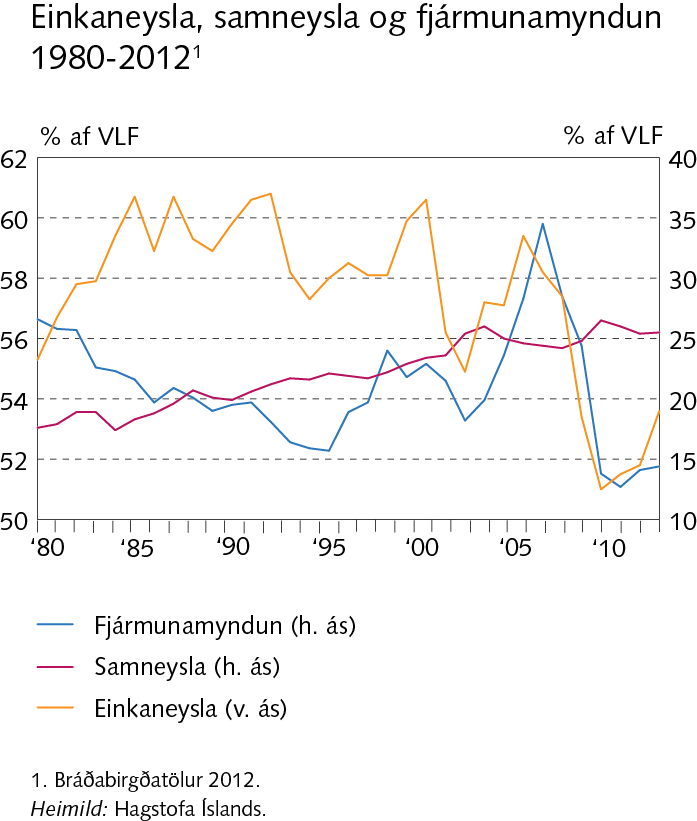 Einkaneysla, samneysla og fjármunamyndun
1980-2012¹
% af VLF % af VLF
62 40
60 35
58 30
56 25
54 20
52 15
50 10
‘80 ‘85 ‘90 ‘95 ‘00 ‘05 ‘10
Fjármunamyndun (h. ás)
Samneysla (h. ás)
Einkaneysla (v. ás)
1. Bráðabirgðatölur 2012.
Heimild: Hagstofa Íslands.